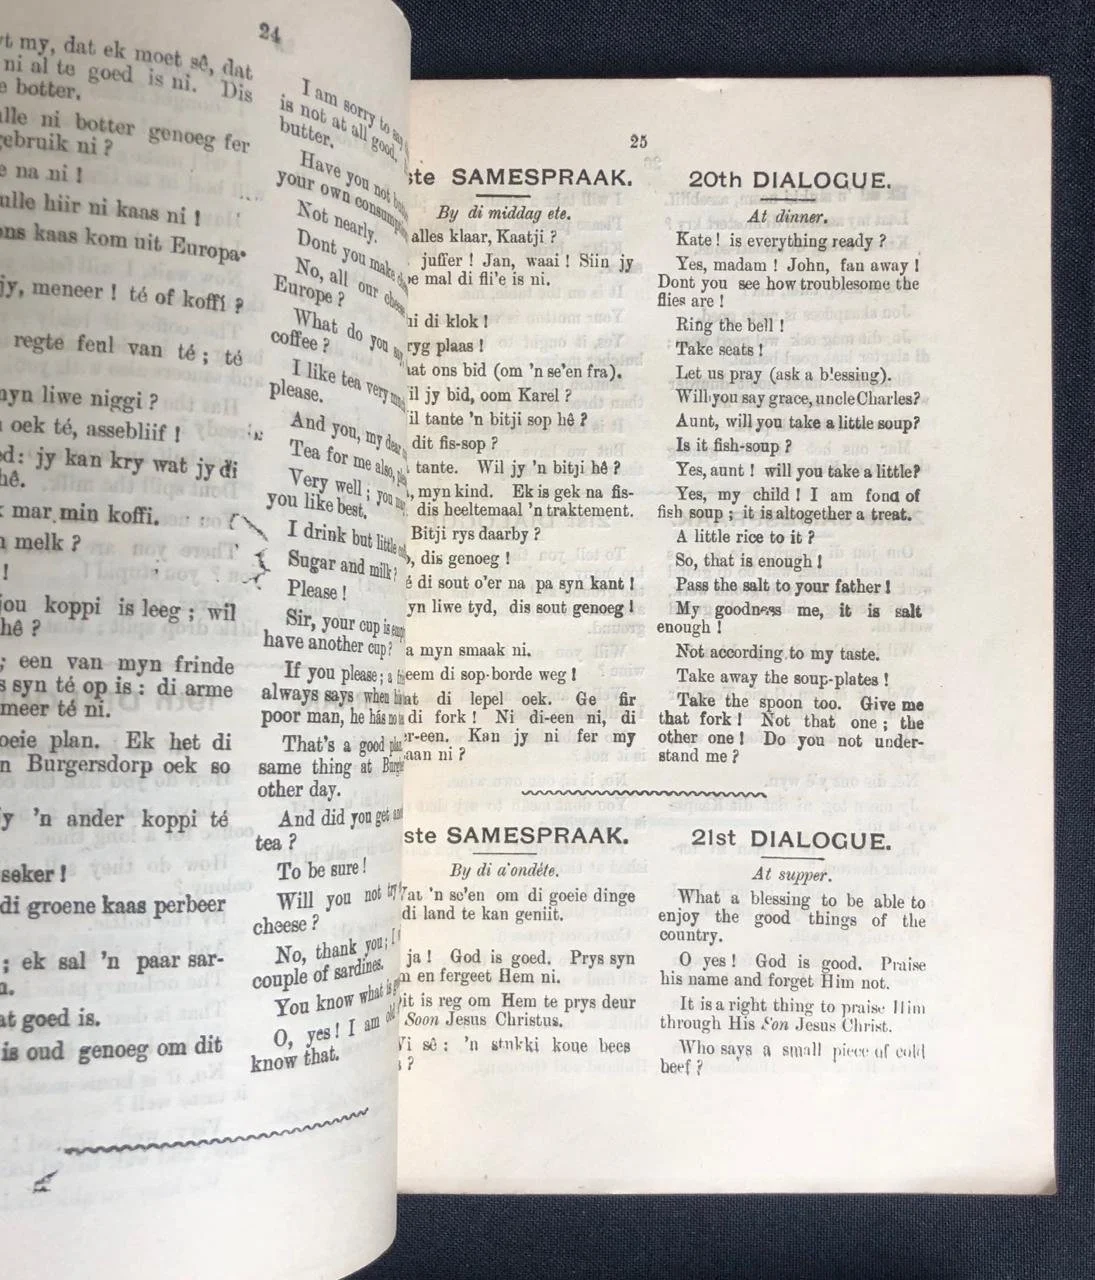 24
t my, dat ek moet sê, dat
ni al te goed is ni. Dis
botter.
lle ni botter genoeg fer
gebruik ni ?
na ni !
ulle hiir ni kaas ni !
ons kaas kom uit Europa
jy, meneer ! té of koffi ?
regte feul van té ; té
myn liwe niggi ?
oek té, assebliif !
d : jy kan kry wat jy di
hê.
mar min koffi.
melk ?
!
jou koppi is leeg ; wil
hê ?
; een van myn frinde
s syn té op is : di arme
meer té ni.
oeie plan. Ek het di
n Burgersdorp oek so
y 'n ander koppi té
seker !
di groene kaas perbeer
; ek sal 'n paar sar-
at goed is.
is oud genoeg om dit
I am sorry to say
is not at all good.
butter.
Have you not
your own consumption
Not nearly.
Dont you make
No, all our cheese
Europe ?
What do you say,
coffee ?
I like tea very much
please.
And you, my dear
Tea for me also,
Very well ; you may
you like best.
I drink but little
Sugar and milk ?
Please !
Sir, your cup is
have another cup ?
If you please ; a
always says when
poor man, he hás no
That's a good plan
same thing at
other day.
And did you get
tea ?
To be sure !
Will you not try
cheese ?
No, thank you ; I
couple of sardines.
You know what is
O, yes ! I am old
know that.
25
ste SAMESPRAAK.
By di middag ete.
alles klaar, Kaatji ?
juffer ! Jan, waai ! Siin jy
oe mal di fli'e is ni.
ui di klok !
ryg plaas !
aat ons bid (om 'n se'en fra).
il jy bid, oom Karel ?
il tante 'n bitji sop hê ?
dit fis-sop ?
tante. Wil jy 'n bitji hê ?
, myn kind. Ek is gek na fis-
dis heeltemaal 'n traktement.
Bitji rys daarby ?
, dis genoeg !
é di sout o'er na pa syn kant !
yn liwe tyd, dis sout genoeg !
a myn smaak ni.
eem di sop-borde weg !
at di lepel oek. Ge fir
di fork ! Ni di-een ni, di
er-een. Kan jy ni fer my
aan ni ?
20th DIALOGUE.
At dinner.
Kate ! is everything ready ?
Yes, madam ! John, fan away !
Dont you see how troublesome the
flies are !
Ring the bell !
Take seats !
Let us pray (ask a blessing).
Will you say grace, uncle Charles?
Aunt, will you take a little soup?
Is it fish-soup ?
Yes, aunt ! will you take a little?
Yes, my child ! I am fond of
fish soup ; it is altogether a treat.
A little rice to it ?
So, that is enough !
Pass the salt to your father !
My goodness me, it is salt
enough !
Not according to my taste.
Take away the soup-plates !
Take the spoon too. Give me
that fork ! Not that one ; the
other one ! Do you not under-
stand me ?
ste SAMESPRAAK.
By di a'ondéte.
at 'n se'en om di goeie dinge
di land te kan geniit.
ja ! God is goed. Prys syn
en fergeet Hem ni.
it is reg om Hem te prys deur
Soon Jesus Christus.
i sê : 'n stukki koue bees
?
21st DIALOGUE.
At supper.
What a blessing to be able to
enjoy the good things of the
country.
O yes ! God is good. Praise
his name and forget Him not.
It is a right thing to praise Him
through His Son Jesus Christ.
Who says a small piece of cold
beef ?